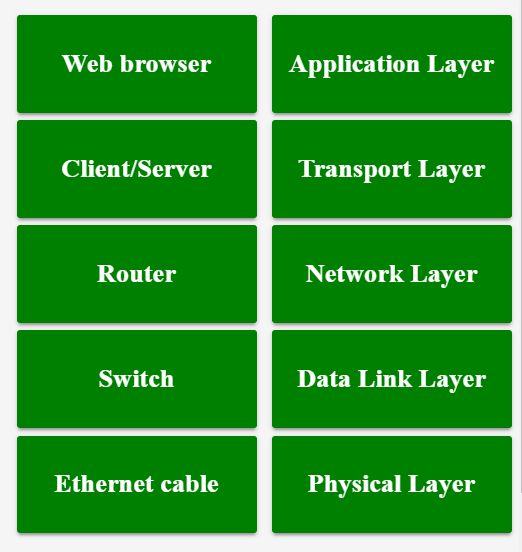 Web browser
Application Layer
Client/Server
Transport Layer
Router
Network Layer
Switch
Data Link Layer
Ethernet cable
Physical Layer